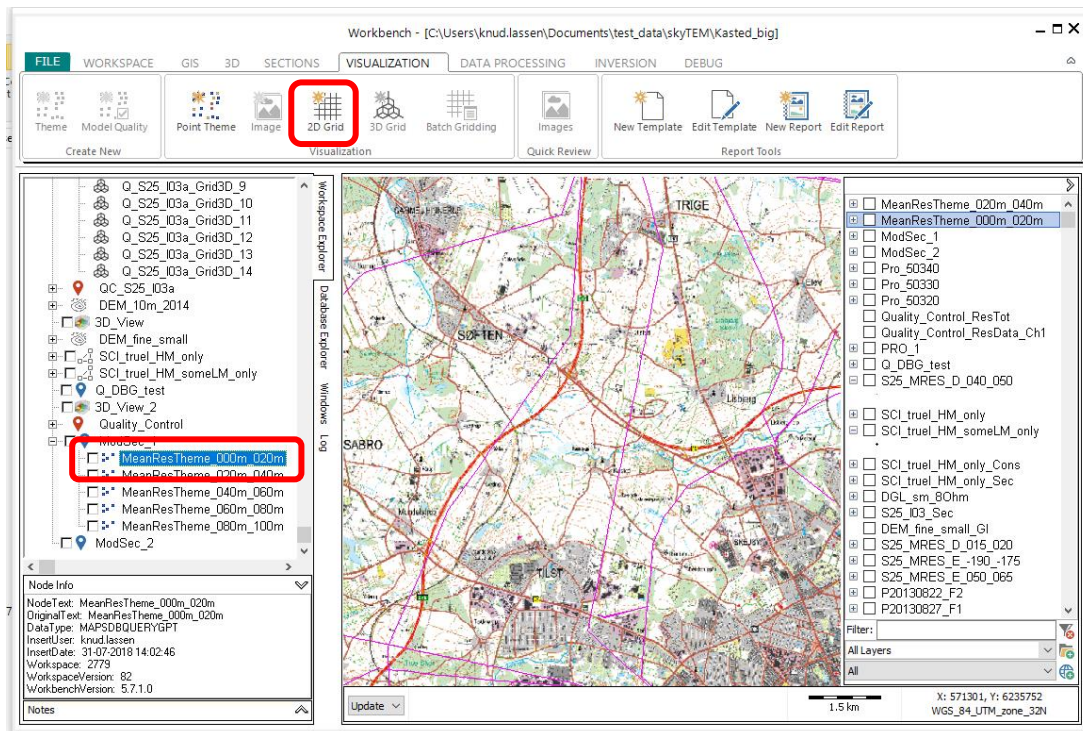 Workbench - [C:\Users\knud.lassen\Documents\test_data\skyTEM\Kasted_big]
FILE WORKSPACE GIS 3D SECTIONS VISUALIZATION DATA PROCESSING INVERSION DEBUG
Theme Model Quality Point Theme Image 2D Grid 3D Grid Batch Gridding Images New Template Edit Template New Report Edit Report
Create New Visualization Quick Review Report Tools
Q_S25_I03a_Grid3D_9
Q_S25_I03a_Grid3D_10
Q_S25_I03a_Grid3D_11
Q_S25_I03a_Grid3D_12
Q_S25_I03a_Grid3D_13
Q_S25_I03a_Grid3D_14
QC_S25_I03a
DEM_10m_2014
3D_View
DEM_fine_small
SCI_truel_HM_only
SCI_truel_HM_someLM_only
Q_DBG_test
3D_View_2
Quality_Control
ModSec_1
MeanResTheme_000m_020m
MeanResTheme_020m_040m
MeanResTheme_040m_060m
MeanResTheme_060m_080m
MeanResTheme_080m_100m
ModSec_2
Node Info
NodeText: MeanResTheme_000m_020m
OriginalText: MeanResTheme_000m_020m
DataType: MAPSDBQUERYGPT
InsertUser: knud.lassen
InsertDate: 31-07-2018 14:02:46
Workspace: 2779
WorkspaceVersion: 82
WorkbenchVersion: 5.7.1.0
Notes
Workspace Explorer
Database Explorer
Windows
Log
TRIGE
SØFTEN
Lisbjerg
SABRO
SKEJBY
TILST
Update
1.5 km
X: 571301, Y: 6235752
WGS_84_UTM_zone_32N
MeanResTheme_020m_040m
MeanResTheme_000m_020m
ModSec_1
ModSec_2
Pro_50340
Pro_50330
Pro_50320
Quality_Control_ResTot
Quality_Control_ResData_Ch1
PRO_1
Q_DBG_test
S25_MRES_D_040_050
SCI_truel_HM_only
SCI_truel_HM_someLM_only
SCI_truel_HM_only_Cons
SCI_truel_HM_only_Sec
DGL_sm_8Ohm
S25_I03_Sec
DEM_fine_small_GI
S25_MRES_D_015_020
S25_MRES_E_-190_-175
S25_MRES_E_050_065
P20130822_F2
P20130827_F1
Filter:
All Layers
All